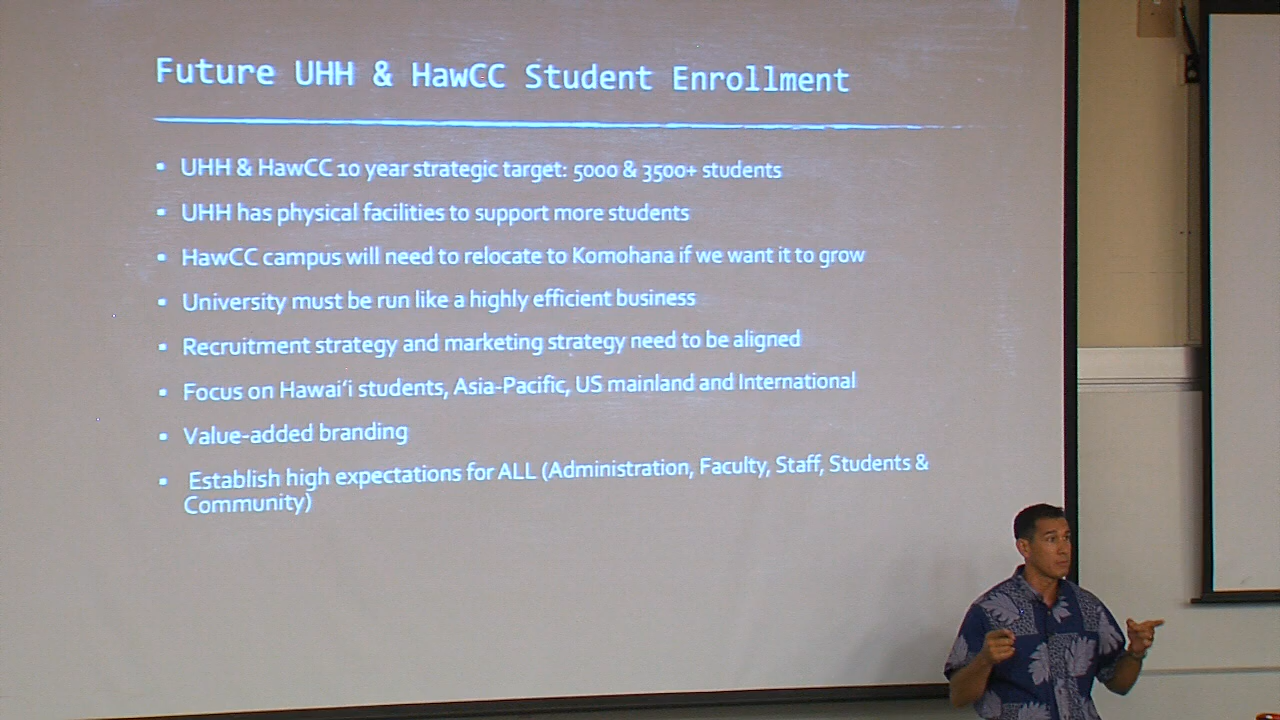 Future UHH & HawCC Student Enrollment
▪ UHH & HawCC 10 year strategic target: 5000 & 3500+ students
▪ UHH has physical facilities to support more students
▪ HawCC campus will need to relocate to Komohana if we want it to grow
▪ University must be run like a highly efficient business
▪ Recruitment strategy and marketing strategy need to be aligned
▪ Focus on Hawaiʻi students, Asia-Pacific, US mainland and International
▪ Value-added branding
▪ Establish high expectations for ALL (Administration, Faculty, Staff, Students &
Community)